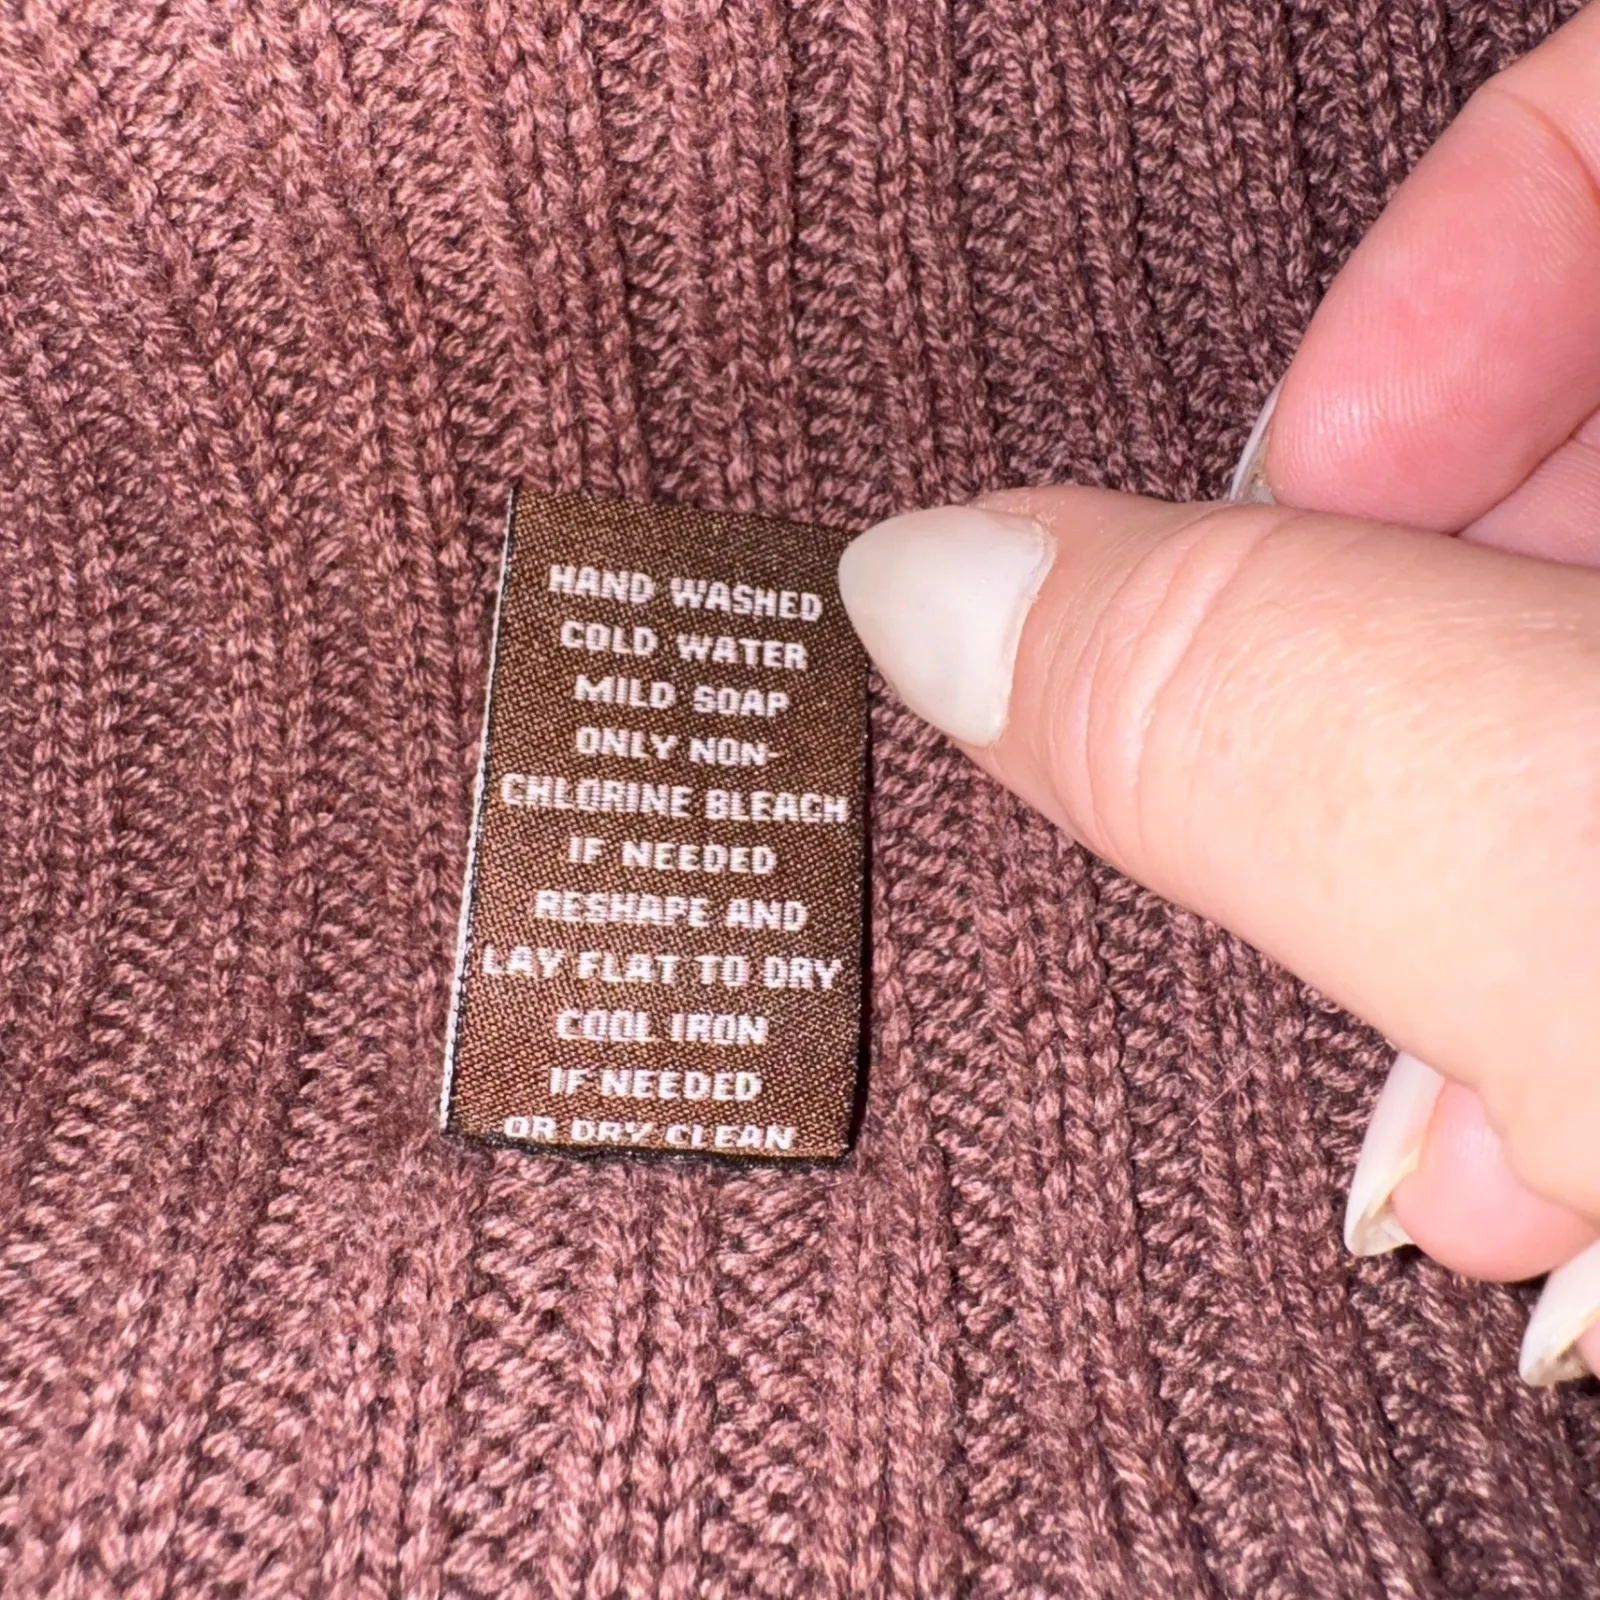 HAND WASHED
COLD WATER
MILD SOAP
ONLY NON-
CHLORINE BLEACH
IF NEEDED
RESHAPE AND
LAY FLAT TO DRY
COOL IRON
IF NEEDED
OR DRY CLEAN